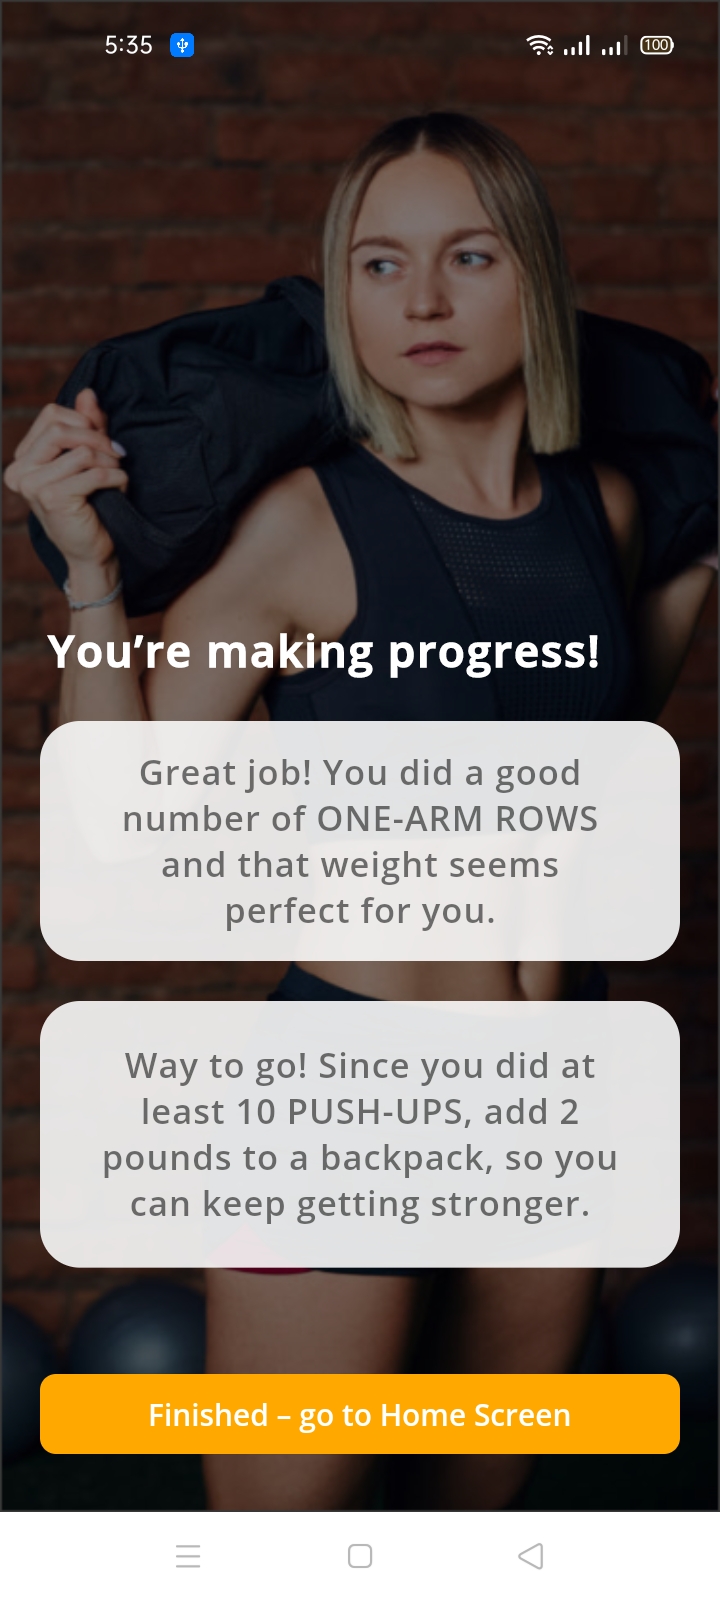 5:35
100
You’re making progress!
Great job! You did a good
number of ONE-ARM ROWS
and that weight seems
perfect for you.
Way to go! Since you did at
least 10 PUSH-UPS, add 2
pounds to a backpack, so you
can keep getting stronger.
Finished – go to Home Screen